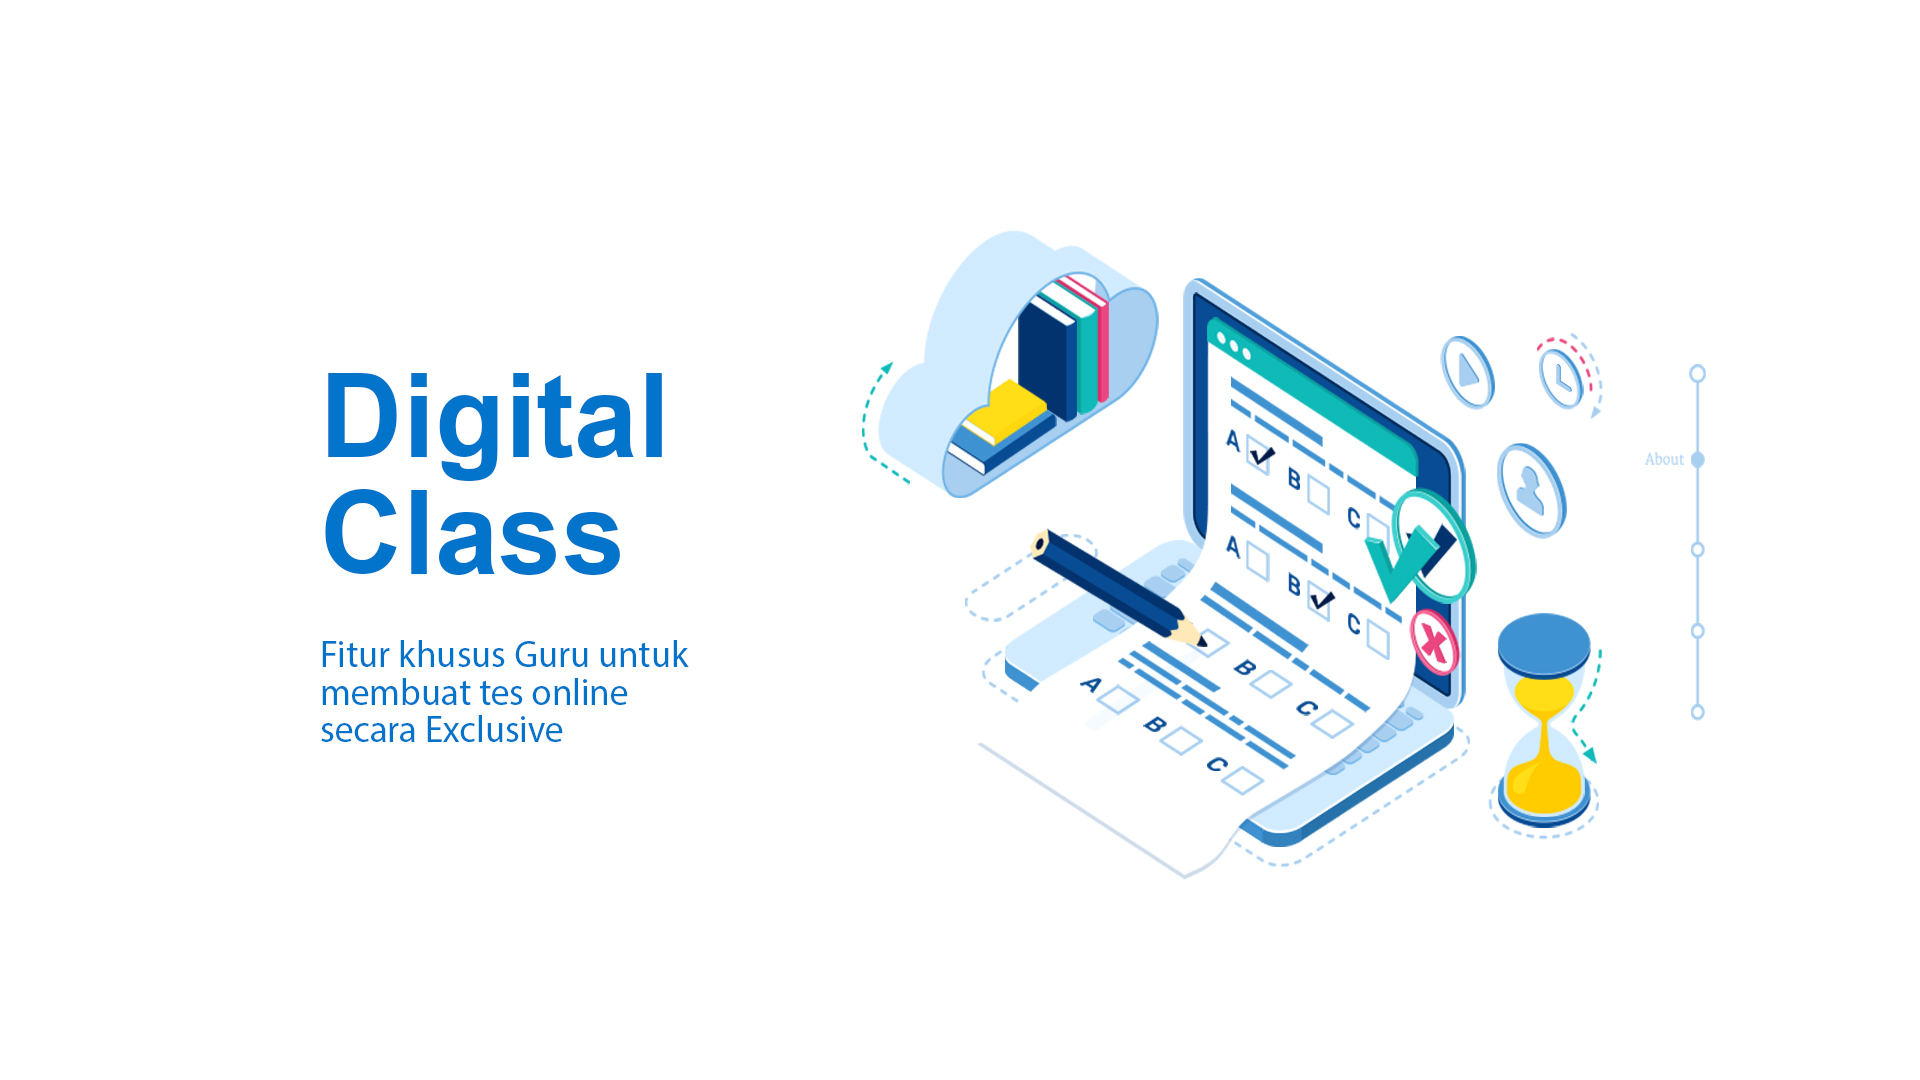 Digital
Class
Fitur khusus Guru untuk
membuat tes online
secara Exclusive
A
B
C
A
B
C
B
C
A
B
C
About